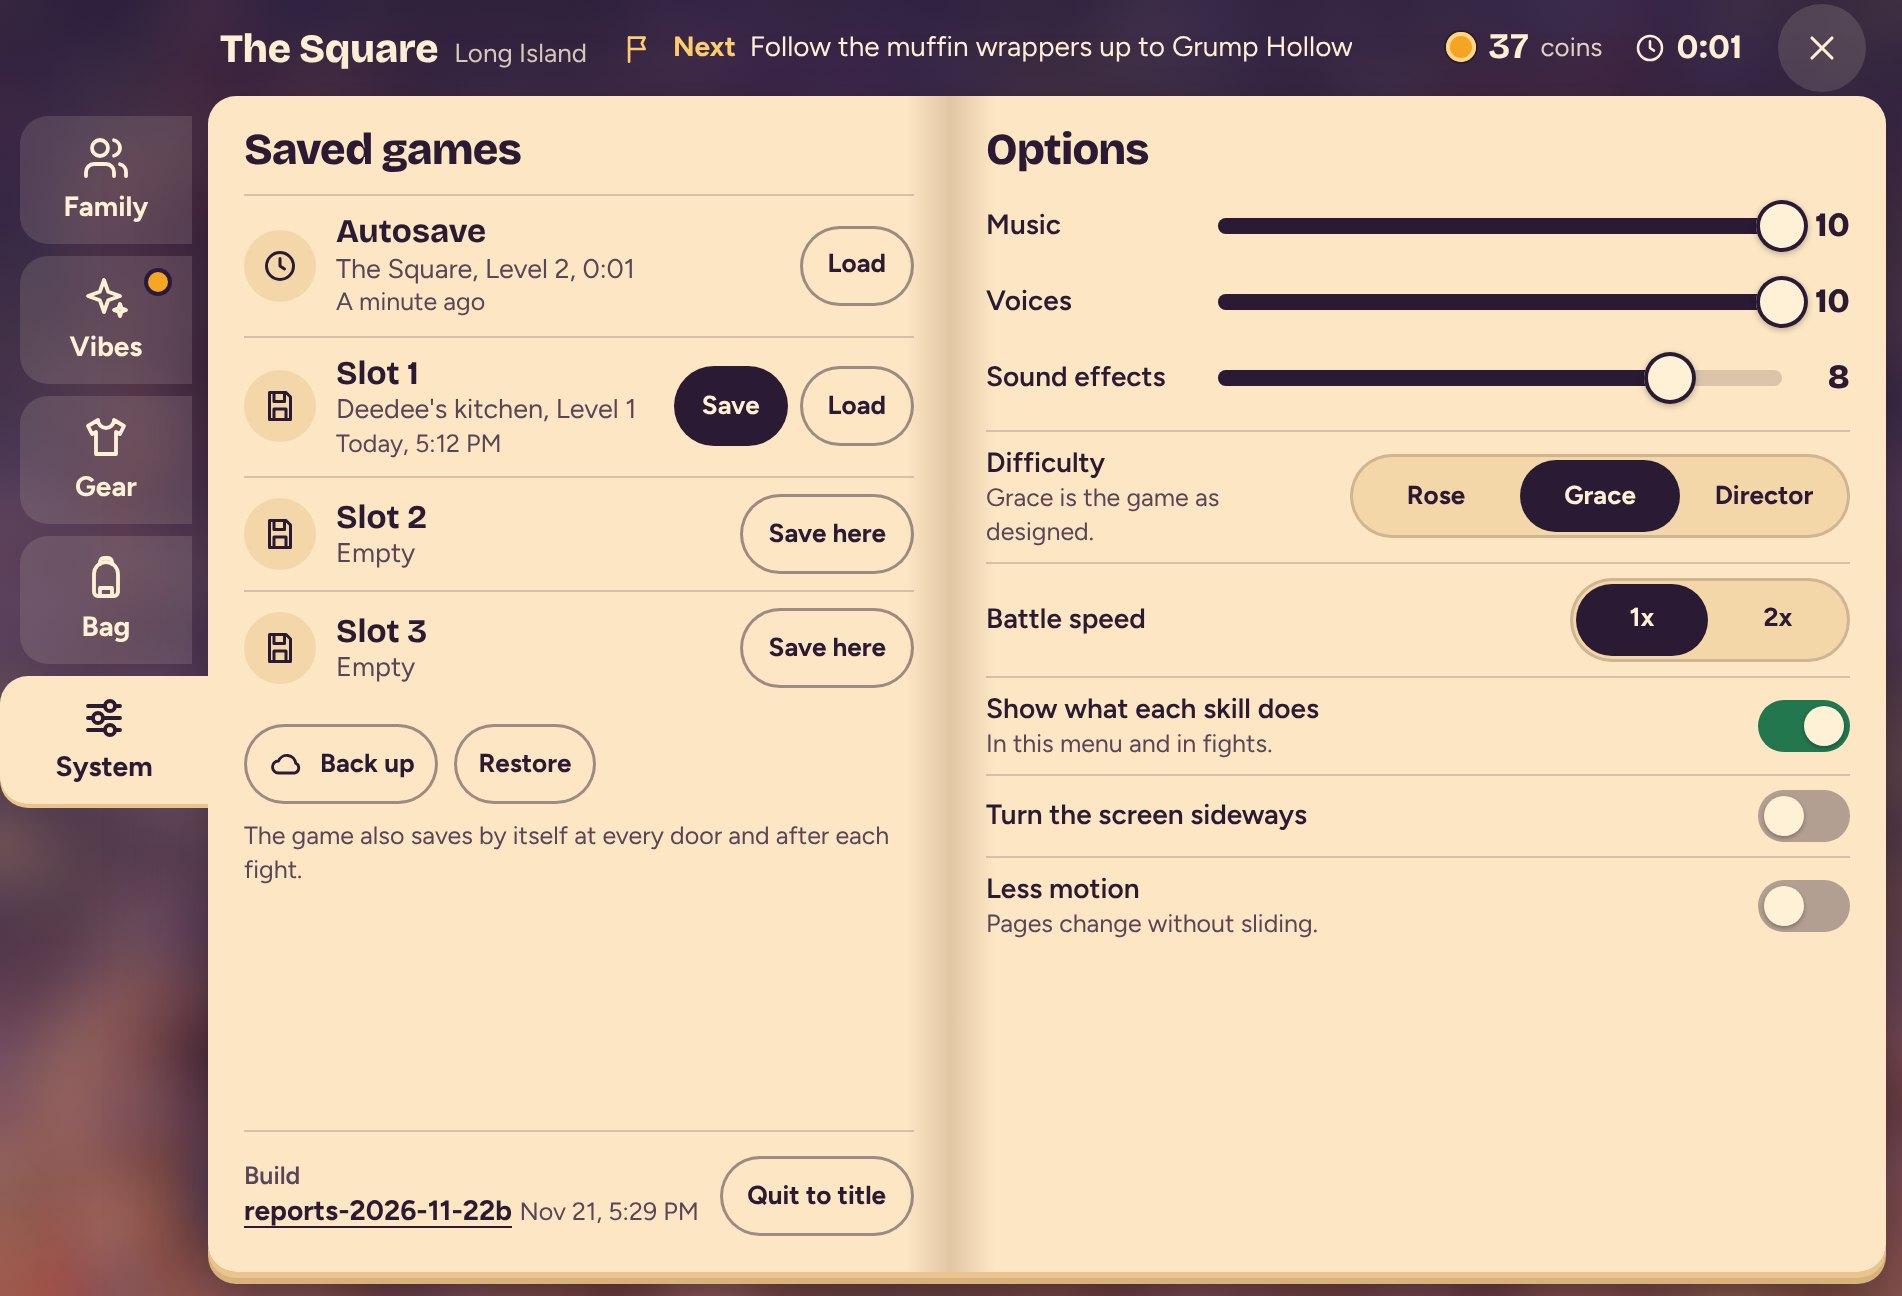 The Square Long Island Next Follow the muffin wrappers up to Grump Hollow 37 coins 0:01
Family
Vibes
Gear
Bag
System
Saved games
Autosave
The Square, Level 2, 0:01
A minute ago
Load
Slot 1
Deedee's kitchen, Level 1
Today, 5:12 PM
Save Load
Slot 2
Empty
Save here
Slot 3
Empty
Save here
Back up Restore
The game also saves by itself at every door and after each
fight.
Build
reports-2026-11-22b Nov 21, 5:29 PM
Quit to title
Options
Music 10
Voices 10
Sound effects 8
Difficulty
Grace is the game as
designed.
Rose Grace Director
Battle speed 1x 2x
Show what each skill does
In this menu and in fights.
Turn the screen sideways
Less motion
Pages change without sliding.